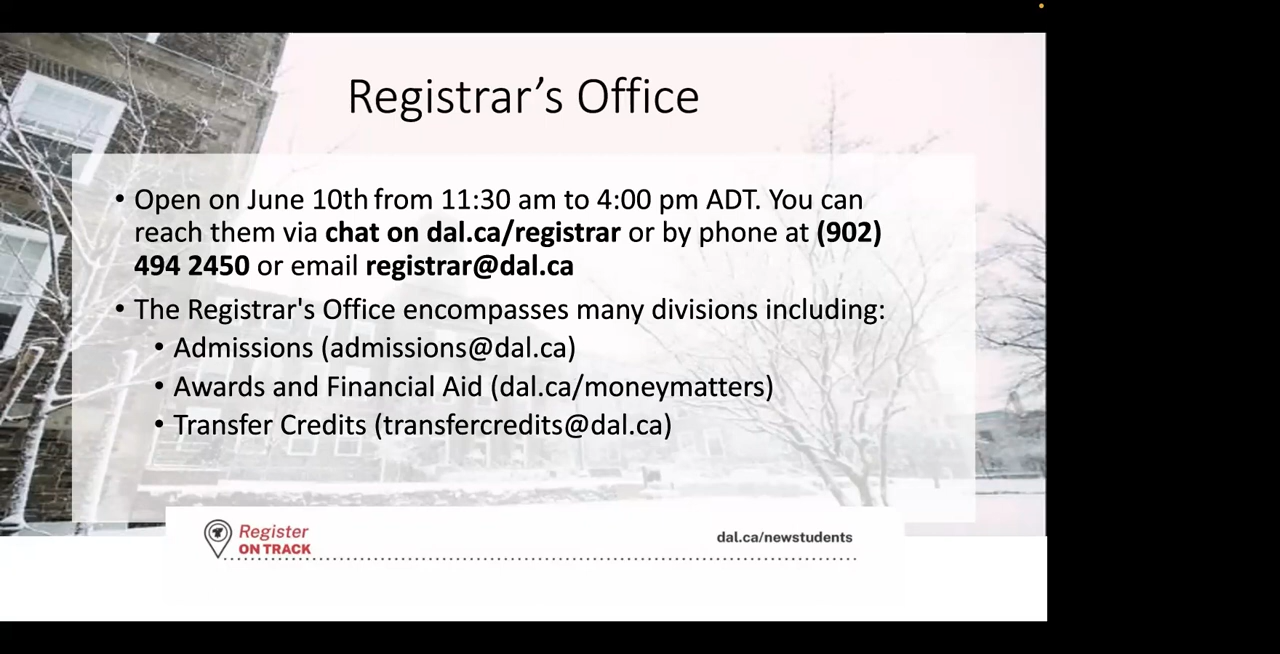 Registrar’s Office
• Open on June 10th from 11:30 am to 4:00 pm ADT. You can
reach them via chat on dal.ca/registrar or by phone at (902)
494 2450 or email registrar@dal.ca
• The Registrar's Office encompasses many divisions including:
• Admissions (admissions@dal.ca)
• Awards and Financial Aid (dal.ca/moneymatters)
• Transfer Credits (transfercredits@dal.ca)
Register
ON TRACK
dal.ca/newstudents